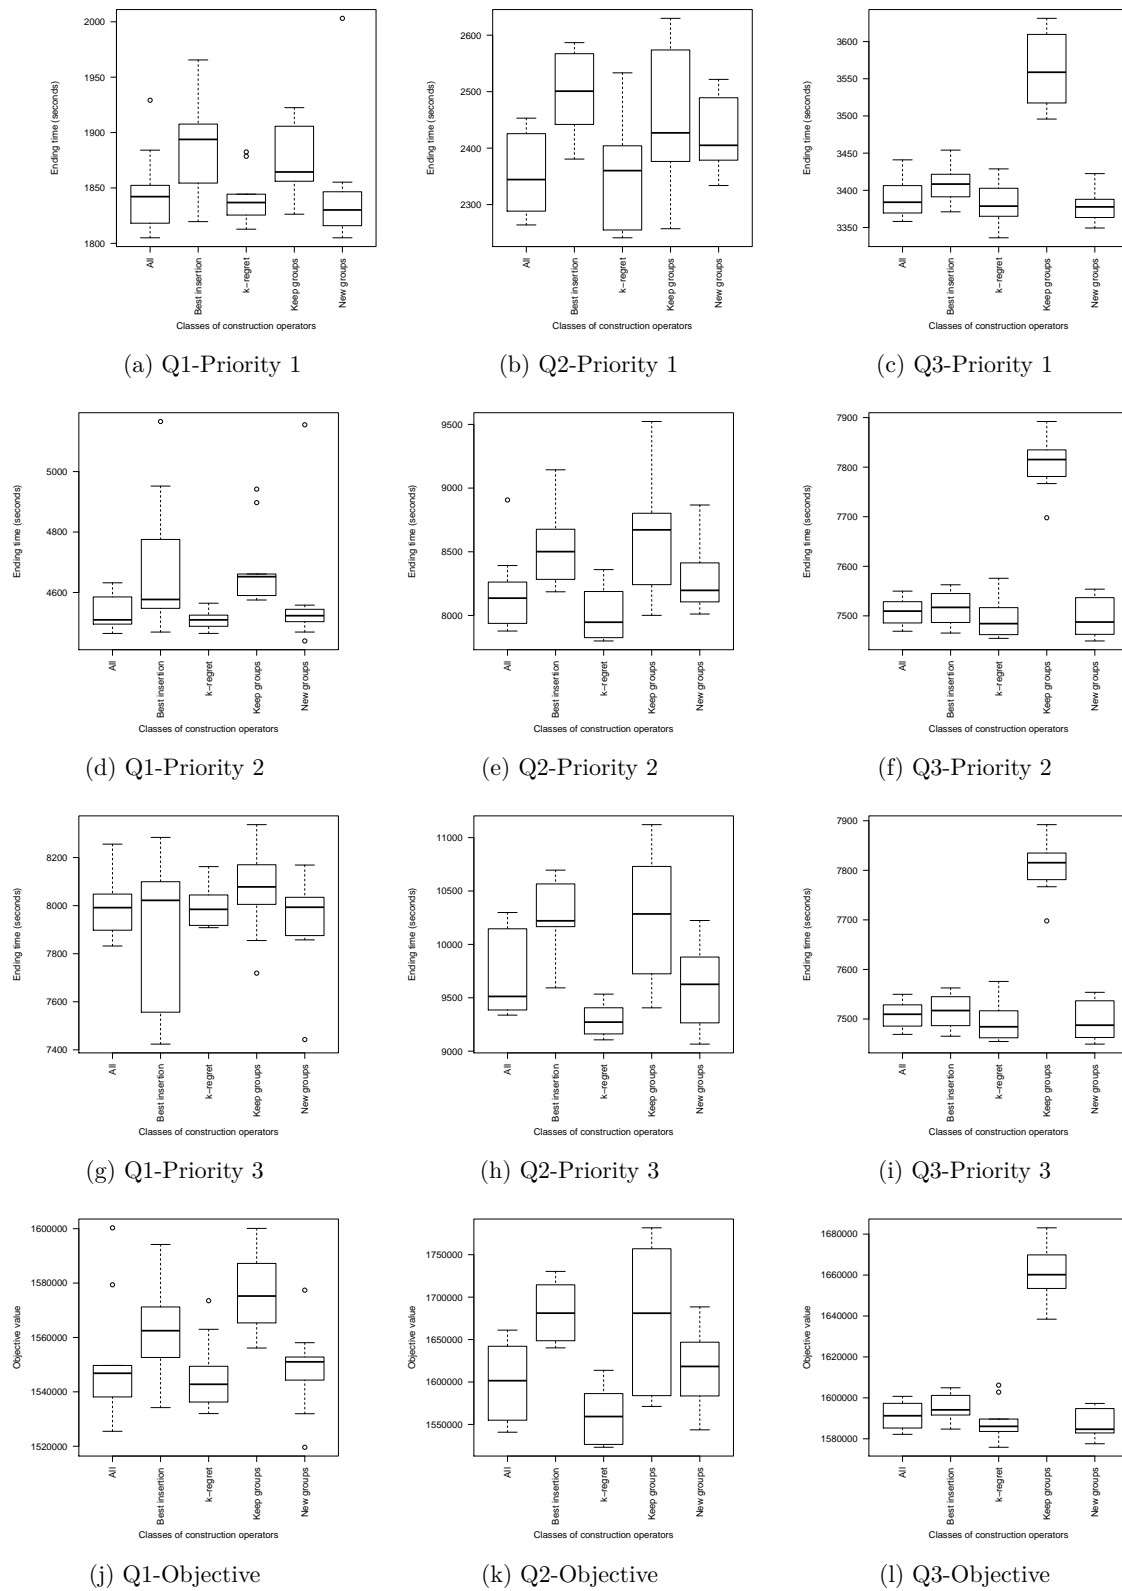 2000
1950
1900
1850
1800
Ending time (seconds)
All
Best insertion
k−regret
Keep groups
New groups
Classes of construction operators
(a) Q1-Priority 1
2600
2500
2400
2300
Ending time (seconds)
All
Best insertion
k−regret
Keep groups
New groups
Classes of construction operators
(b) Q2-Priority 1
3600
3550
3500
3450
3400
3350
Ending time (seconds)
All
Best insertion
k−regret
Keep groups
New groups
Classes of construction operators
(c) Q3-Priority 1
5000
4800
4600
Ending time (seconds)
All
Best insertion
k−regret
Keep groups
New groups
Classes of construction operators
(d) Q1-Priority 2
9500
9000
8500
8000
Ending time (seconds)
All
Best insertion
k−regret
Keep groups
New groups
Classes of construction operators
(e) Q2-Priority 2
7900
7800
7700
7600
7500
Ending time (seconds)
All
Best insertion
k−regret
Keep groups
New groups
Classes of construction operators
(f) Q3-Priority 2
8200
8000
7800
7600
7400
Ending time (seconds)
All
Best insertion
k−regret
Keep groups
New groups
Classes of construction operators
(g) Q1-Priority 3
11000
10500
10000
9500
9000
Ending time (seconds)
All
Best insertion
k−regret
Keep groups
New groups
Classes of construction operators
(h) Q2-Priority 3
7900
7800
7700
7600
7500
Ending time (seconds)
All
Best insertion
k−regret
Keep groups
New groups
Classes of construction operators
(i) Q3-Priority 3
1600000
1580000
1560000
1540000
1520000
Objective value
All
Best insertion
k−regret
Keep groups
New groups
Classes of construction operators
(j) Q1-Objective
1750000
1700000
1650000
1600000
1550000
Objective value
All
Best insertion
k−regret
Keep groups
New groups
Classes of construction operators
(k) Q2-Objective
1680000
1660000
1640000
1620000
1600000
1580000
Objective value
All
Best insertion
k−regret
Keep groups
New groups
Classes of construction operators
(l) Q3-Objective